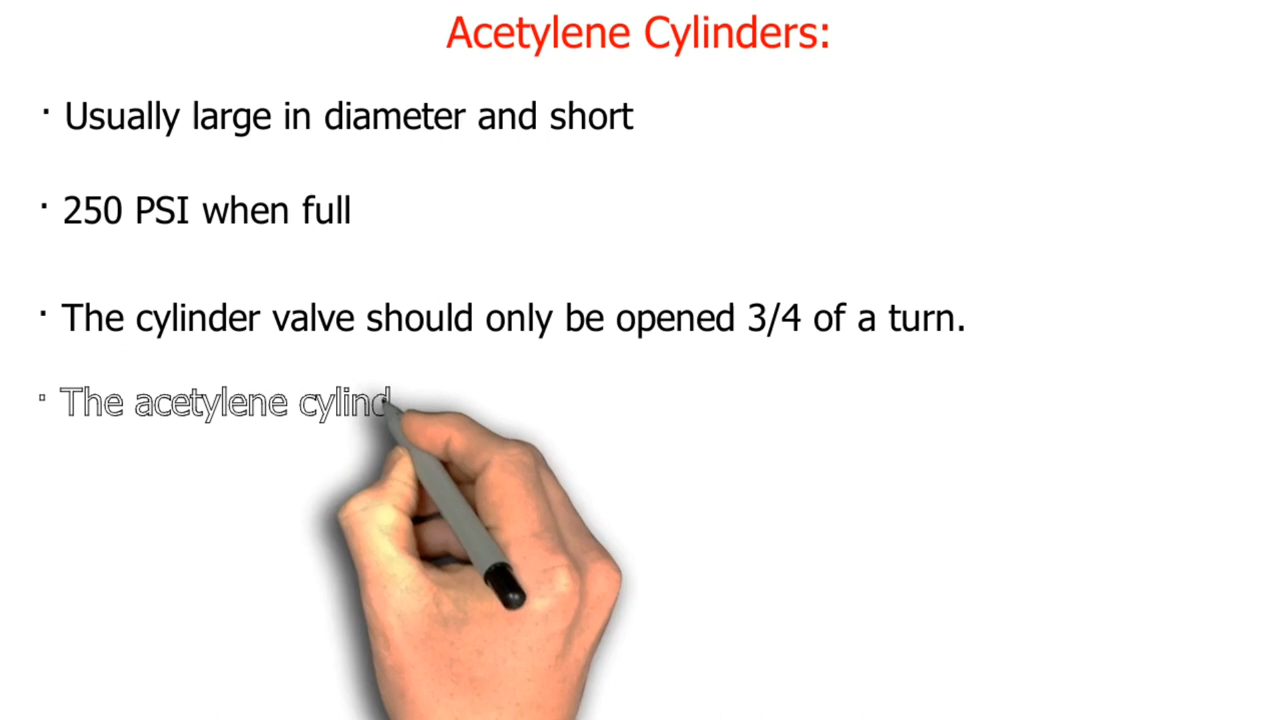 Acetylene Cylinders:
· Usually large in diameter and short
· 250 PSI when full
· The cylinder valve should only be opened 3/4 of a turn.
· The acetylene cylind